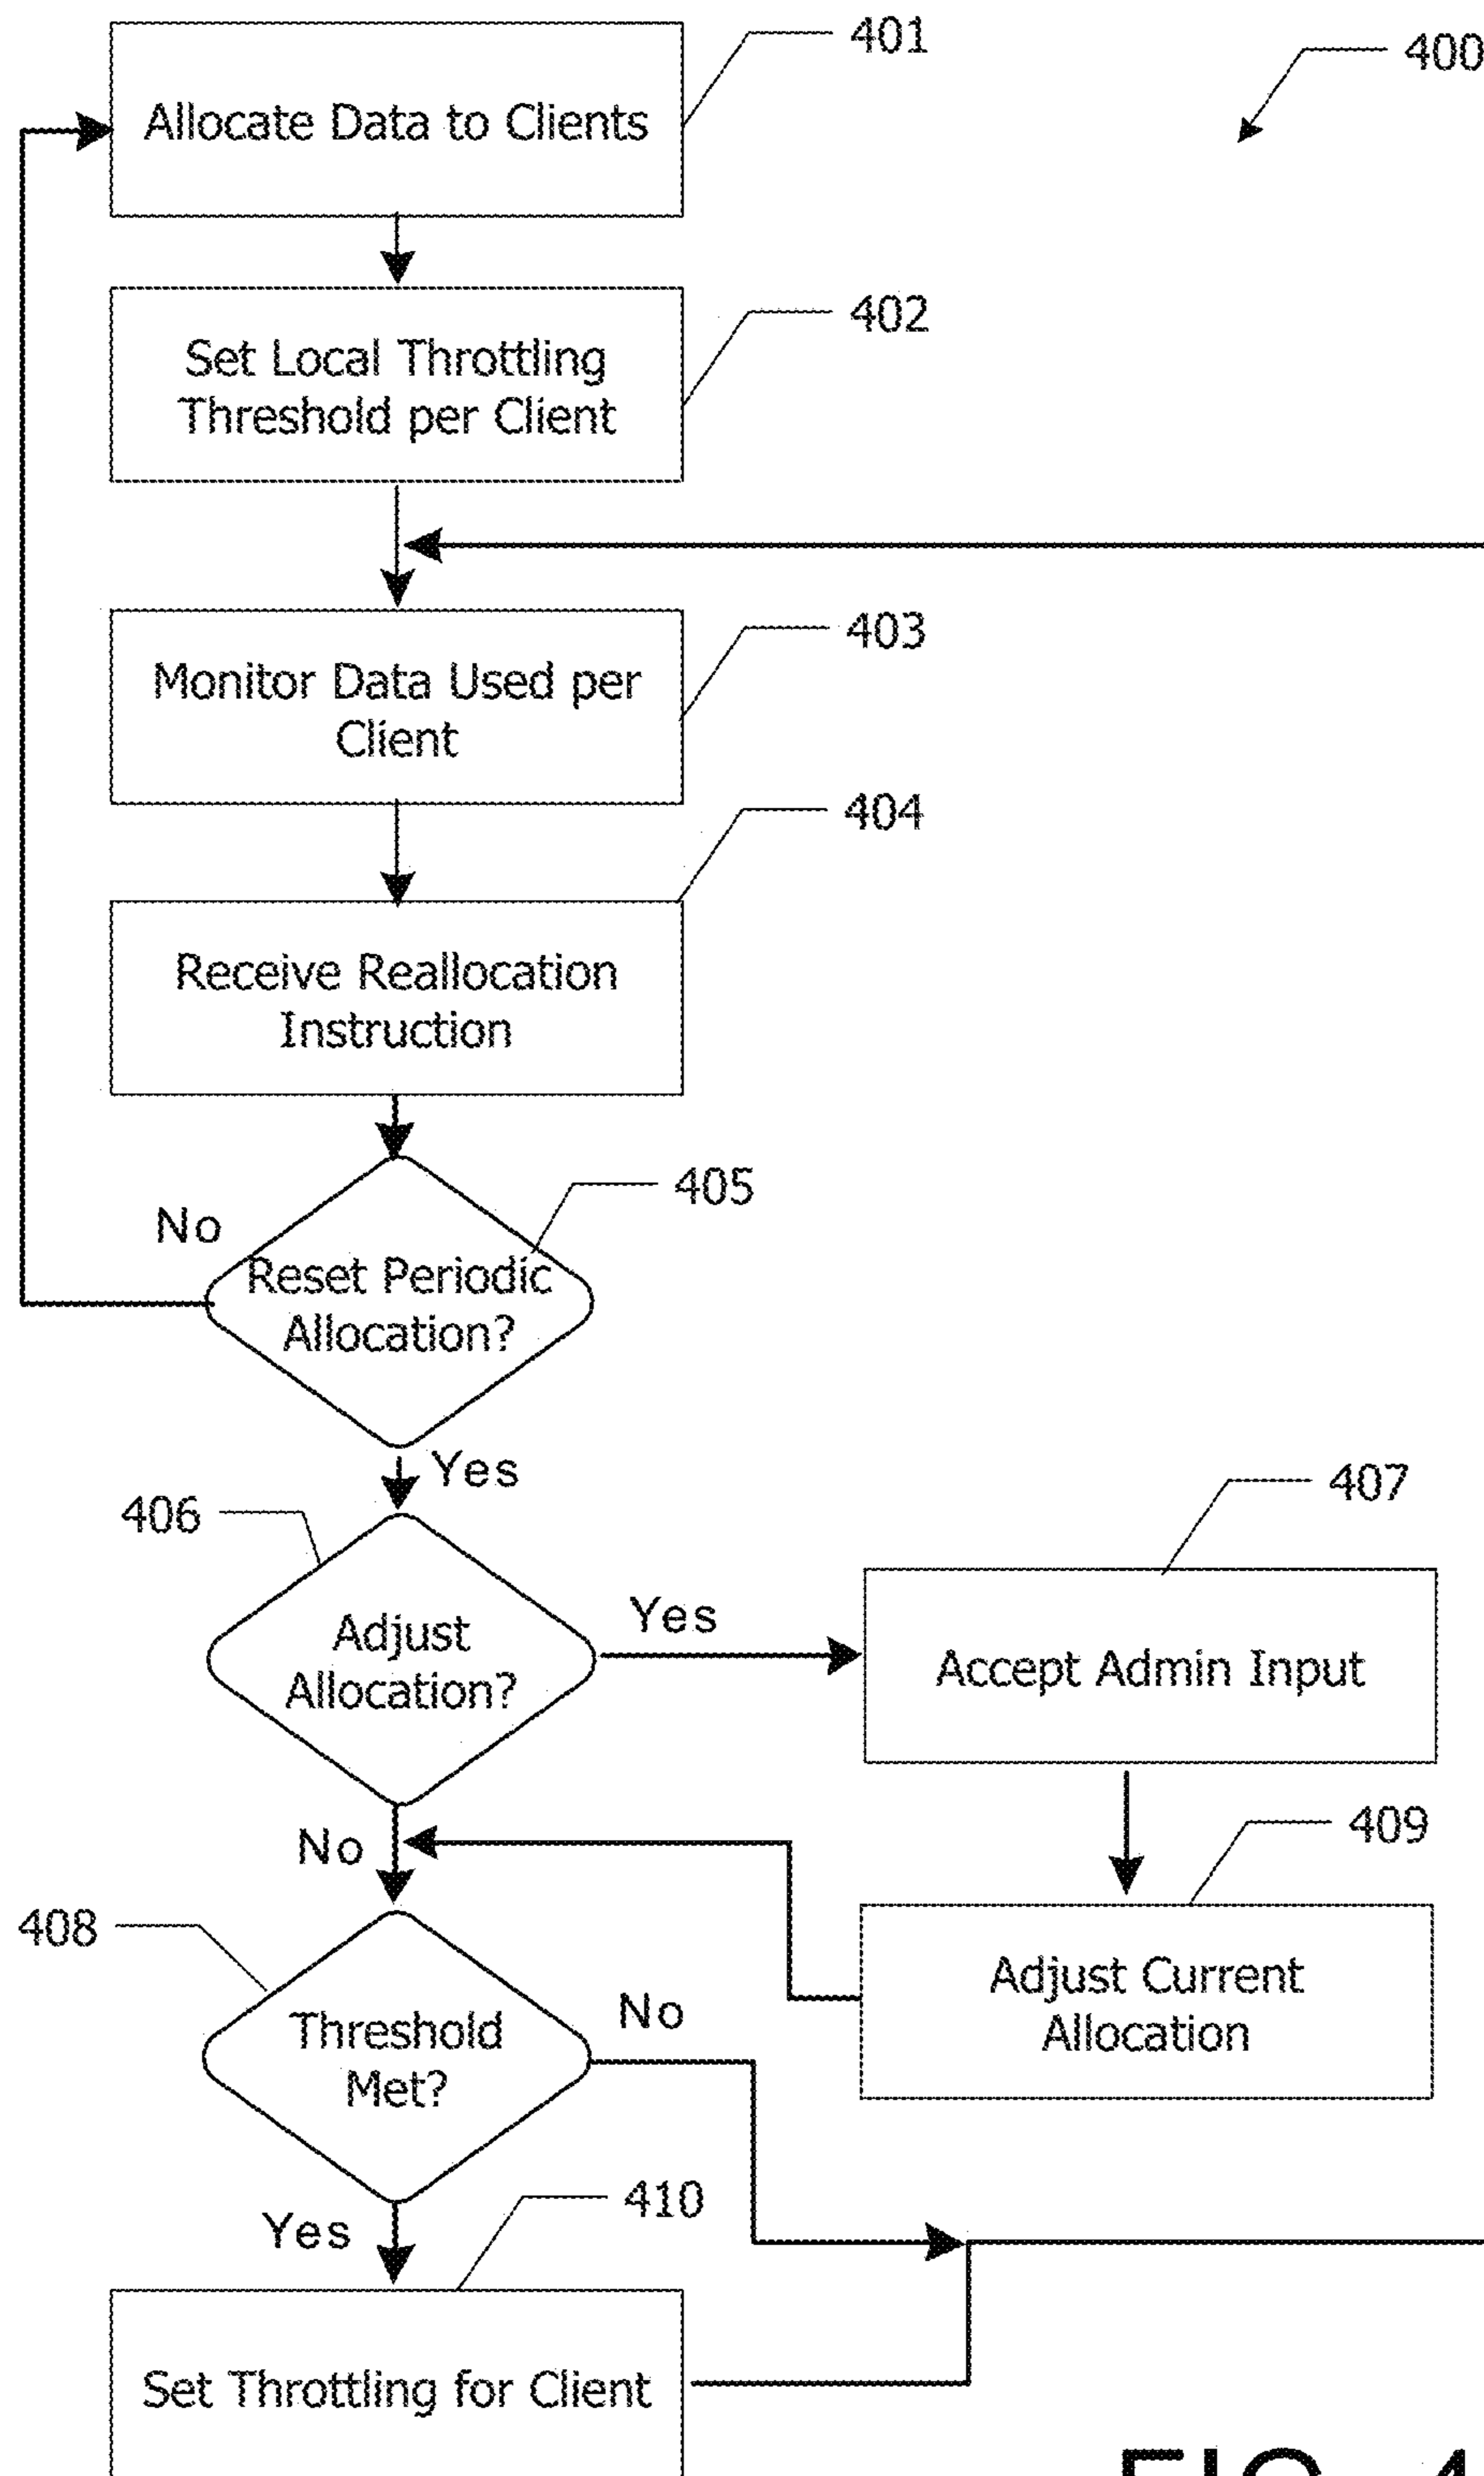 401
400
Allocate Data to Clients
402
Set Local Throttling
Threshold per Client
403
Monitor Data Used per
Client
404
Receive Reallocation
Instruction
405
No
Reset Periodic
Allocation?
Yes
406
407
Adjust
Allocation?
Yes
Accept Admin Input
No
409
408
Adjust Current
Allocation
No
Threshold
Met?
410
Yes
Set Throttling for Client
FIG. 4